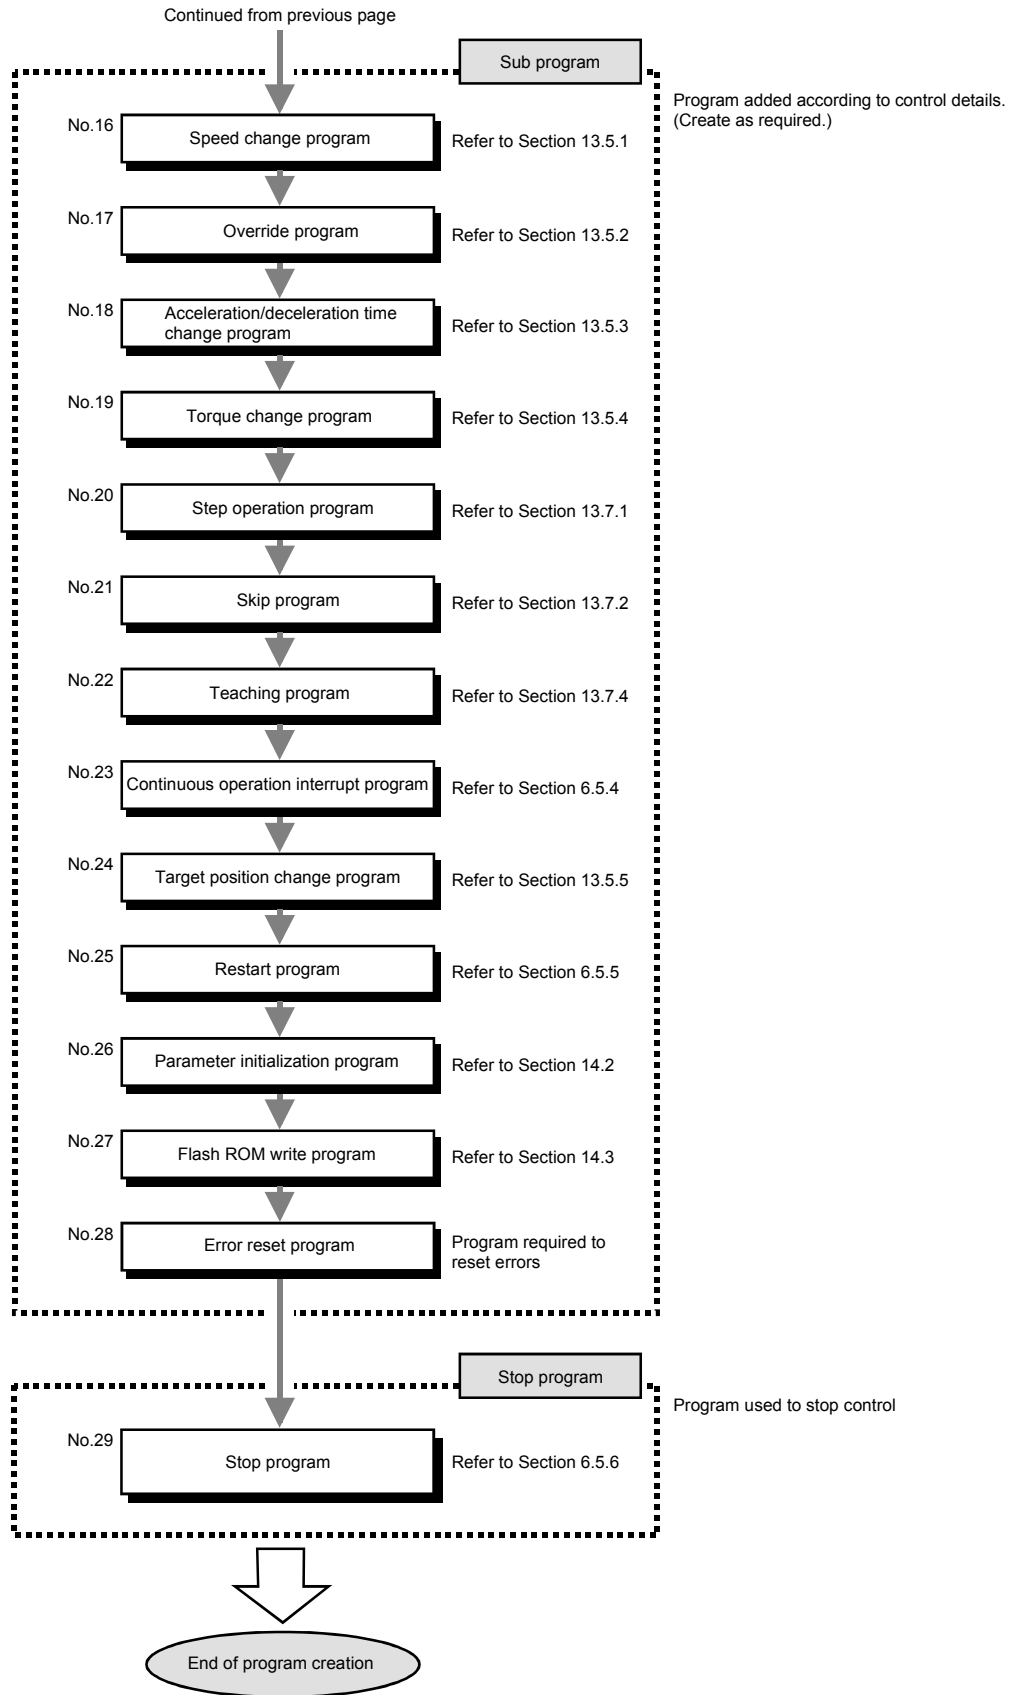 Continued from previous page
Sub program
Program added according to control details.
(Create as required.)
No.16
Speed change program
Refer to Section 13.5.1
No.17
Override program
Refer to Section 13.5.2
No.18
Acceleration/deceleration time
change program
Refer to Section 13.5.3
No.19
Torque change program
Refer to Section 13.5.4
No.20
Step operation program
Refer to Section 13.7.1
No.21
Skip program
Refer to Section 13.7.2
No.22
Teaching program
Refer to Section 13.7.4
No.23
Continuous operation interrupt program
Refer to Section 6.5.4
No.24
Target position change program
Refer to Section 13.5.5
No.25
Restart program
Refer to Section 6.5.5
No.26
Parameter initialization program
Refer to Section 14.2
No.27
Flash ROM write program
Refer to Section 14.3
No.28
Error reset program
Program required to
reset errors
Stop program
Program used to stop control
No.29
Stop program
Refer to Section 6.5.6
End of program creation